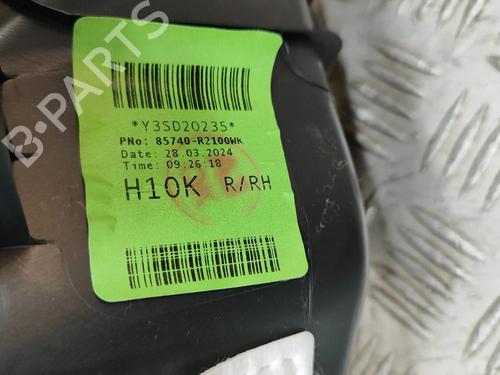 *Y3SD20235*
PNo: 85740-R2100WK
Date: 28.03.2024
Time: 09:26:18
H10K R/RH
B-PARTS